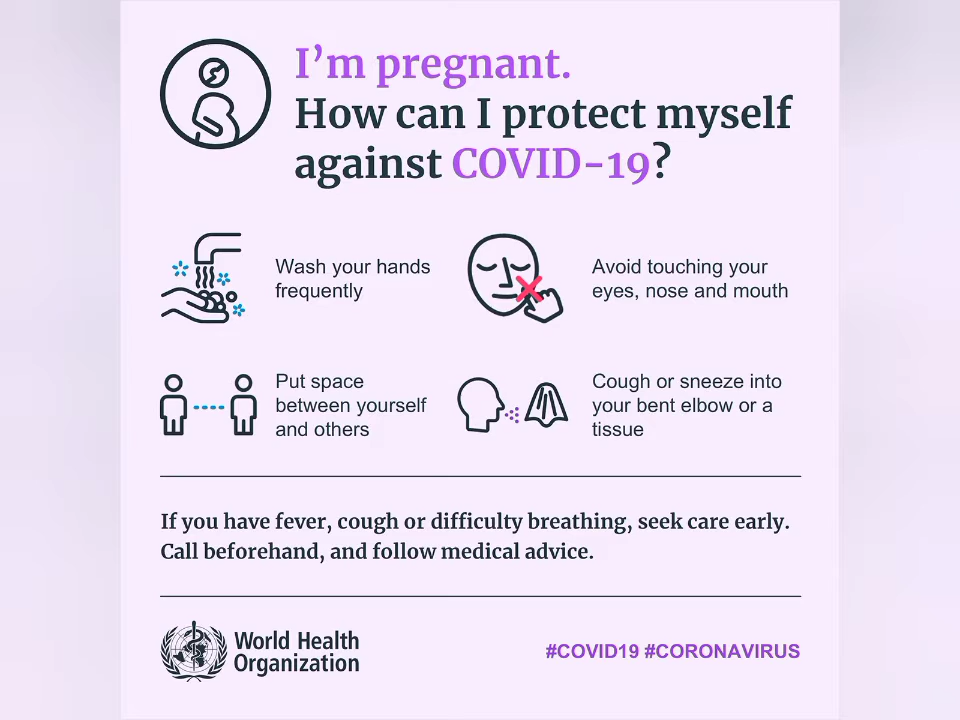 I'm pregnant.
How can I protect myself
against COVID-19?
Wash your hands
frequently
Avoid touching your
eyes, nose and mouth
Put space
between yourself
and others
Cough or sneeze into
your bent elbow or a
tissue
If you have fever, cough or difficulty breathing, seek care early.
Call beforehand, and follow medical advice.
World Health
Organization
#COVID19 #CORONAVIRUS